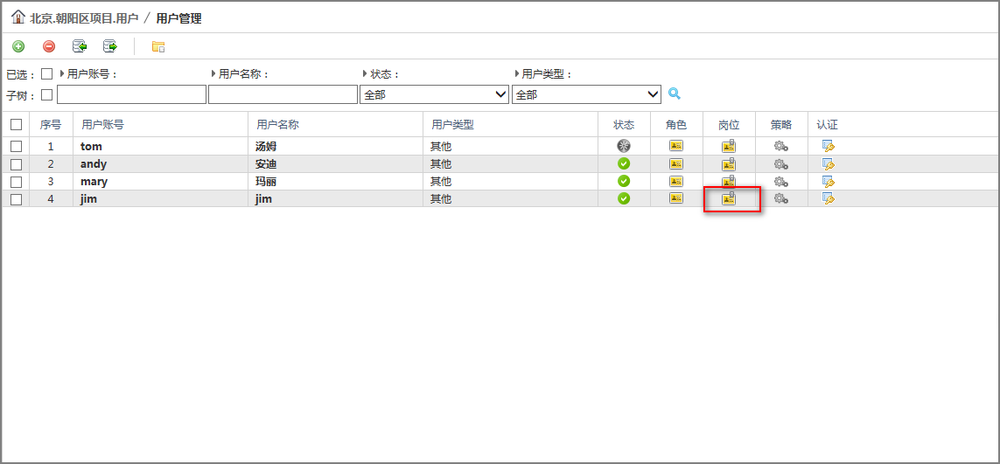 北京.朝阳区项目.用户 / 用户管理
已选： 用户账号： 用户名称： 状态： 用户类型：
子树： 全部 全部
序号 用户账号 用户名称 用户类型 状态 角色 岗位 策略 认证
1 tom 汤姆 其他
2 andy 安迪 其他
3 mary 玛丽 其他
4 jim jim 其他